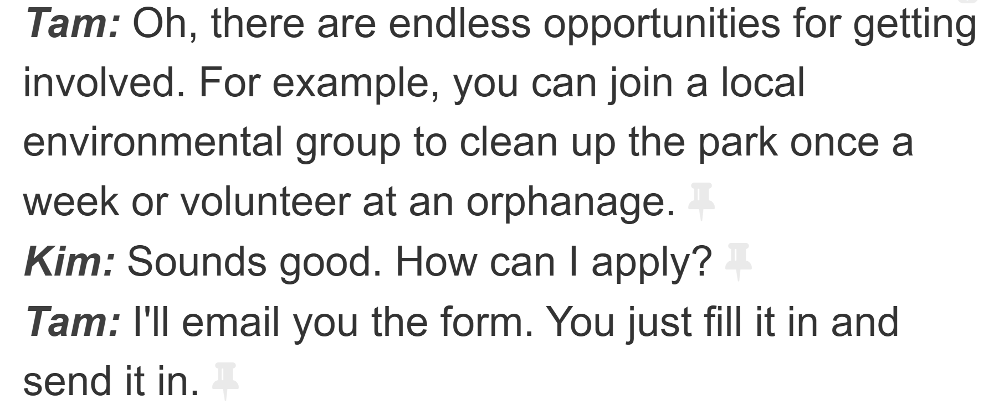 Tam: Oh, there are endless opportunities for getting
involved. For example, you can join a local
environmental group to clean up the park once a
week or volunteer at an orphanage.
Kim: Sounds good. How can I apply?
Tam: I'll email you the form. You just fill it in and
send it in.